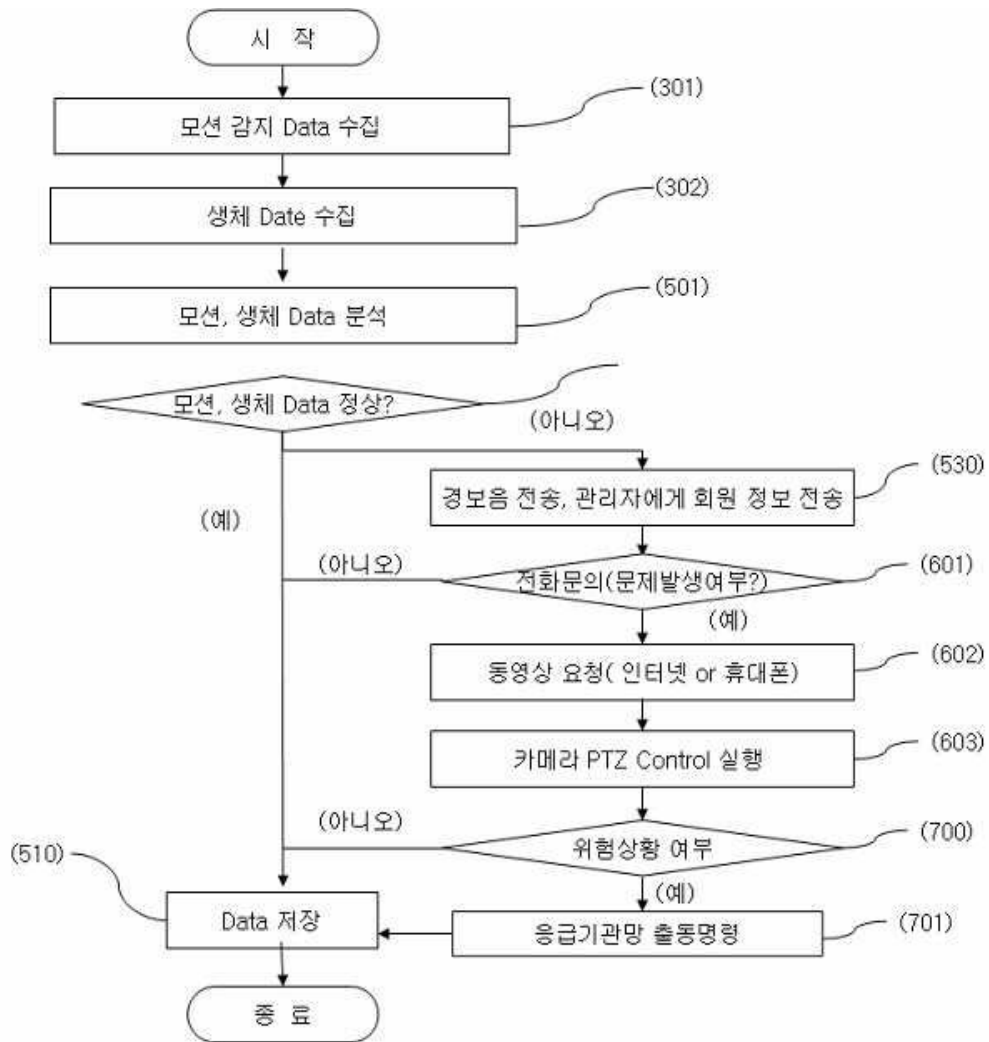 시 작
(301)
모션 감지 Data 수집
(302)
생체 Date 수집
(501)
모션, 생체 Data 분석
모션, 생체 Data 정상?
(아니오)
(530)
경보음 전송, 관리자에게 회원 정보 전송
(예)
(아니오)
전화문의(문제발생여부?)
(601)
(예)
동영상 요청( 인터넷 or 휴대폰)
(602)
카메라 PTZ Control 실행
(603)
(아니오)
위험상황 여부
(700)
(510)
(예)
Data 저장
응급기관망 출동명령
(701)
종 료